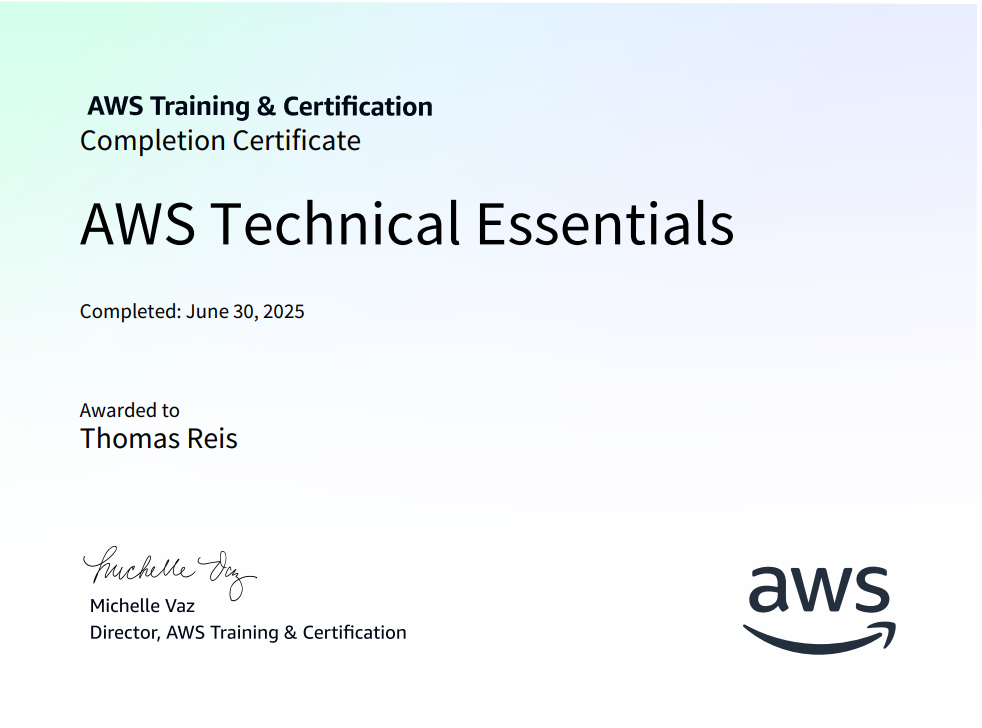 AWS Training & Certification
Completion Certificate
AWS Technical Essentials
Completed: June 30, 2025
Awarded to
Thomas Reis
Michelle Vaz
Michelle Vaz
Director, AWS Training & Certification
aws